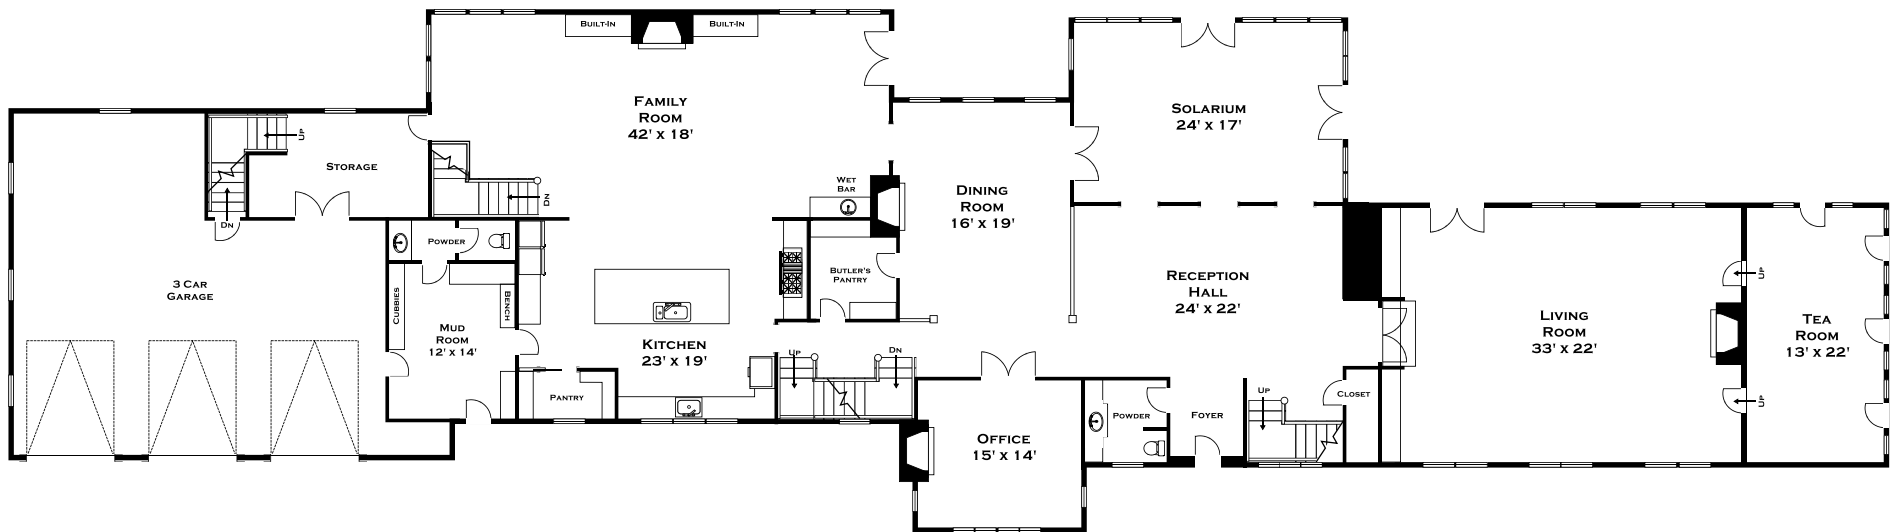 BUILT-IN
BUILT-IN
FAMILY
ROOM
42' X 18'
SOLARIUM
24' X 17'
UP
STORAGE
WET
BAR
DN
DINING
ROOM
16' X 19'
DN
POWDER
3 CAR
GARAGE
BUTLER'S
PANTRY
RECEPTION
HALL
24' X 22'
UP
CUBBIES
BENCH
MUD
ROOM
12' X 14'
KITCHEN
23' X 19'
LIVING
ROOM
33' X 22'
TEA
ROOM
13' X 22'
UP
DN
PANTRY
UP
CLOSET
UP
POWDER
FOYER
OFFICE
15' X 14'